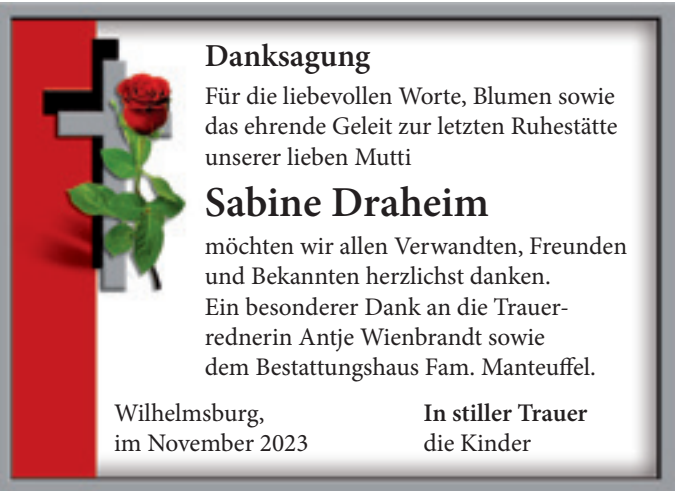 Danksagung
Für die liebevollen Worte, Blumen sowie
das ehrende Geleit zur letzten Ruhestätte
unserer lieben Mutti
Sabine Draheim
möchten wir allen Verwandten, Freunden
und Bekannten herzlichst danken.
Ein besonderer Dank an die Trauer-
rednerin Antje Wienbrandt sowie
dem Bestattungshaus Fam. Manteuffel.
Wilhelmsburg,
im November 2023
In stiller Trauer
die Kinder